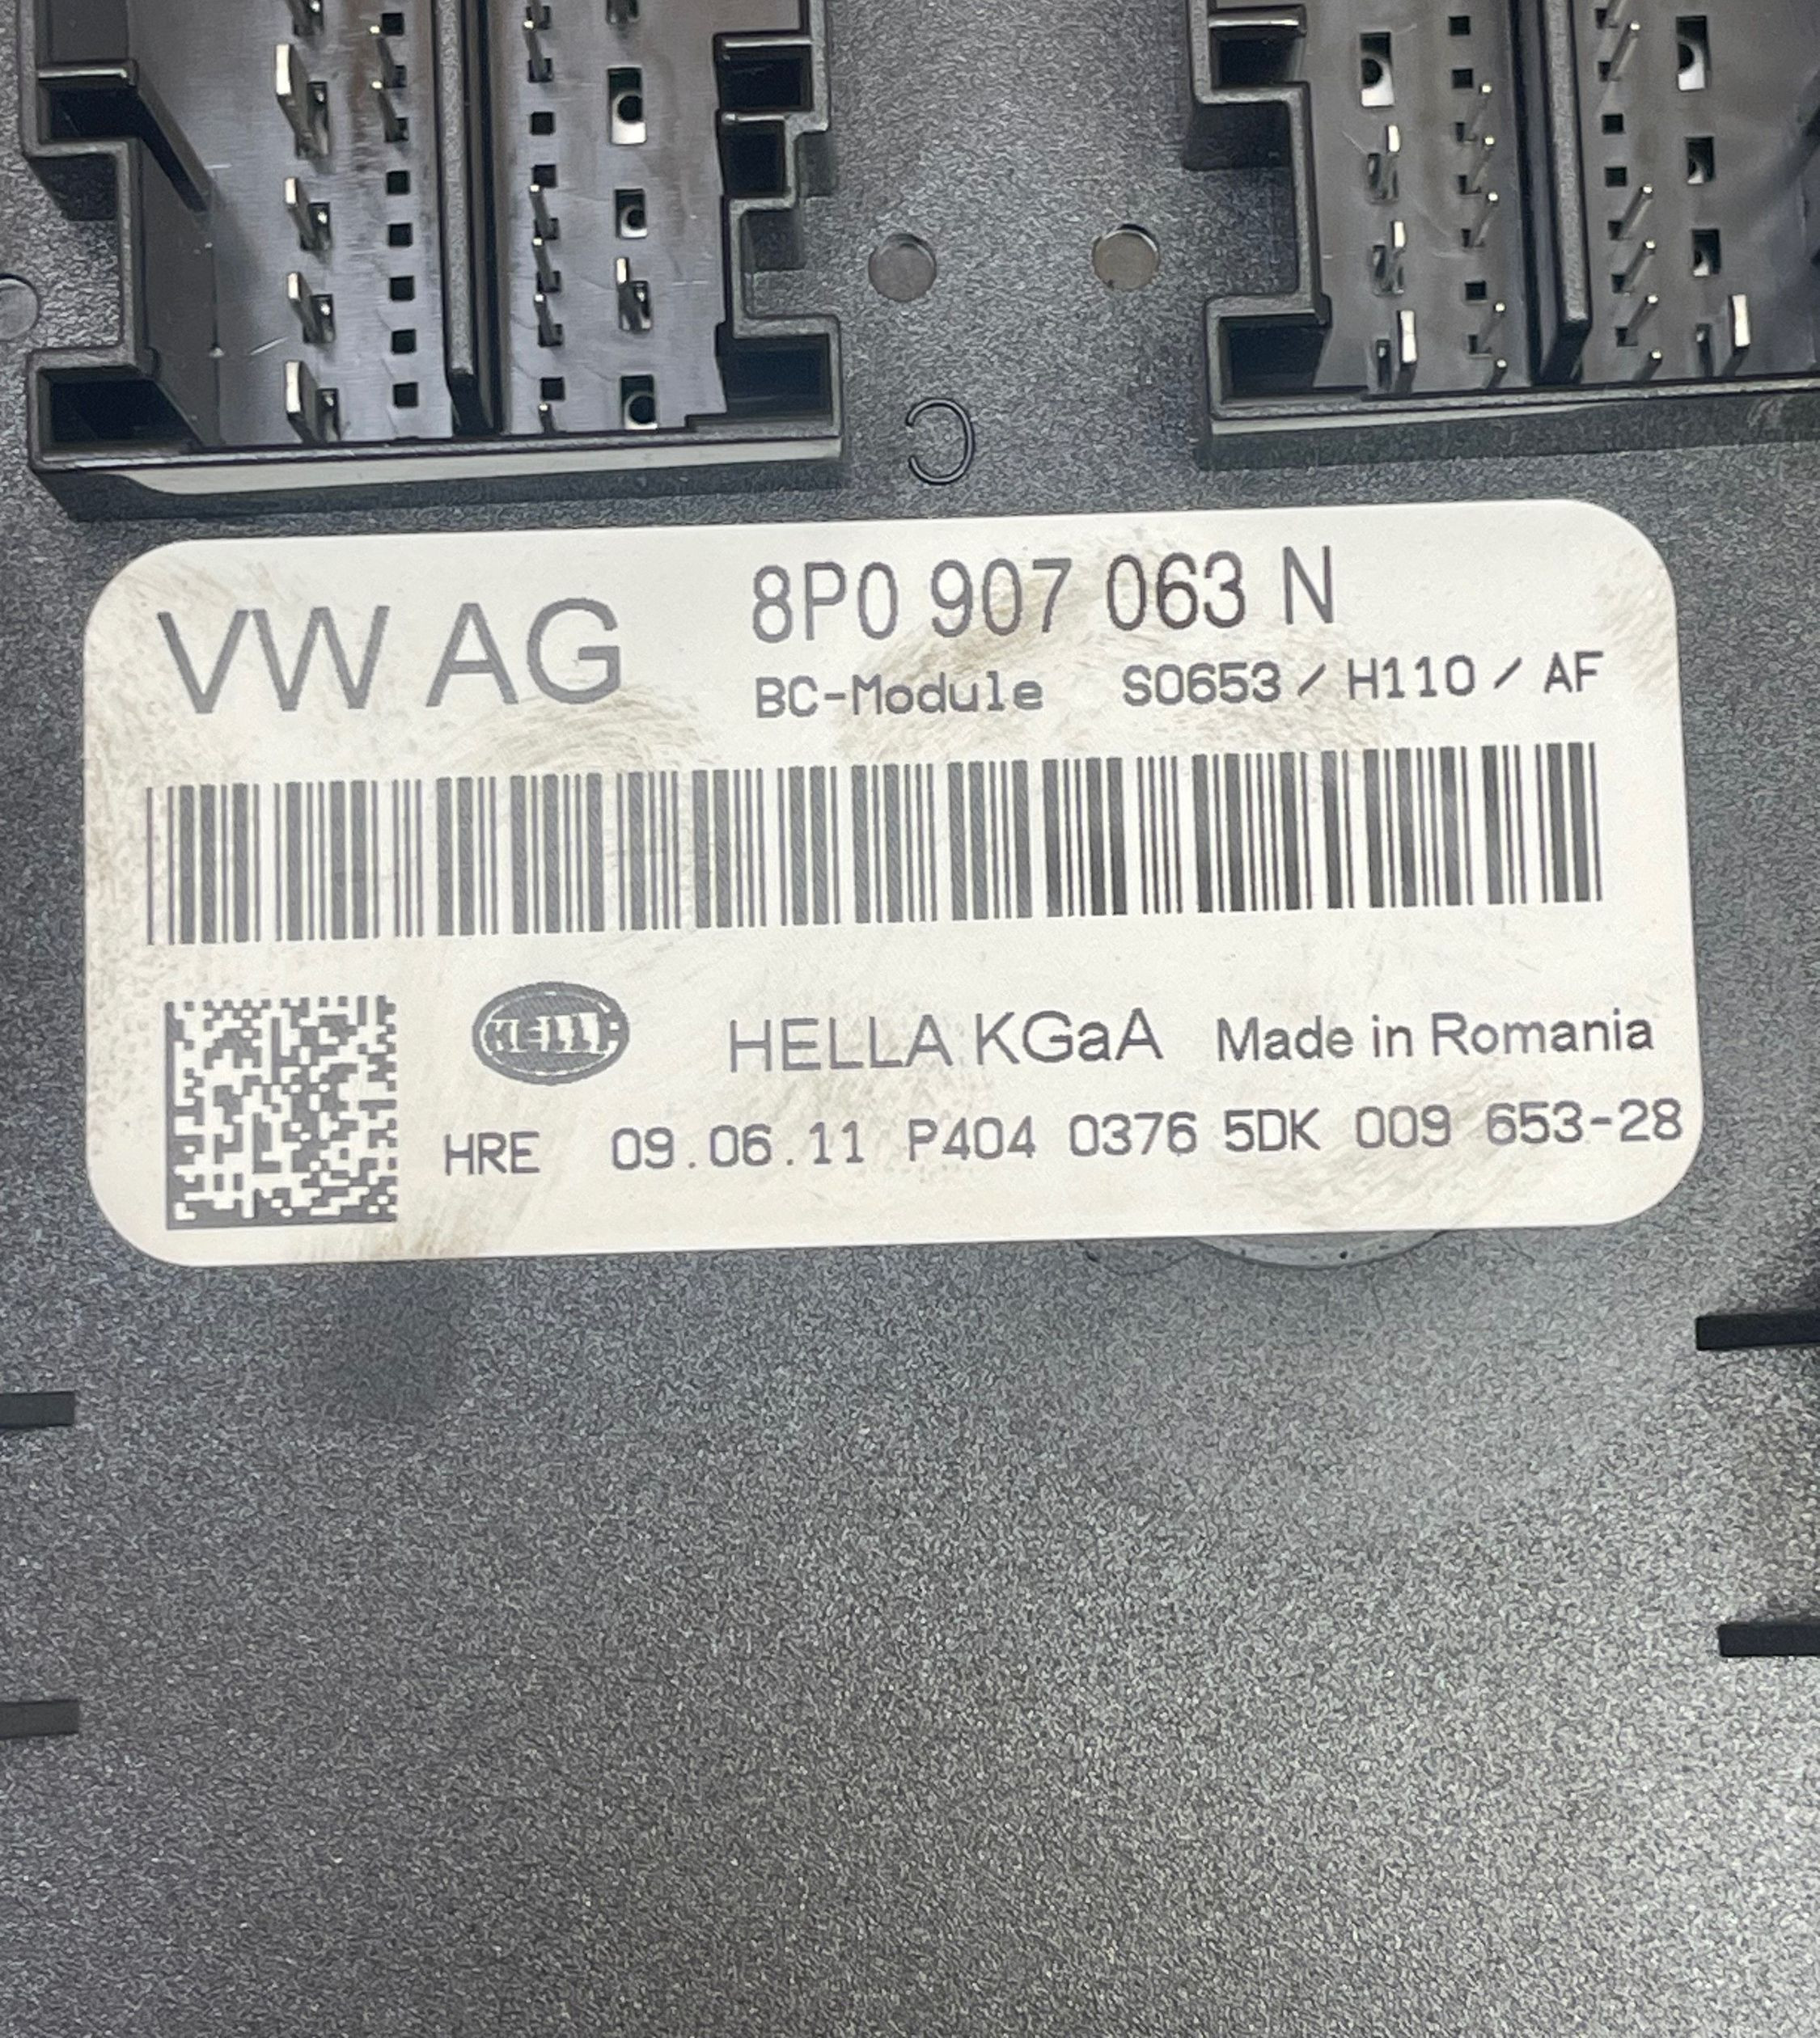 C
VW AG 8P0 907 063 N
BC-Module S0653 / H110 / AF
HELLA HELLA KGaA Made in Romania
HRE 09.06.11 P404 0376 5DK 009 653-28